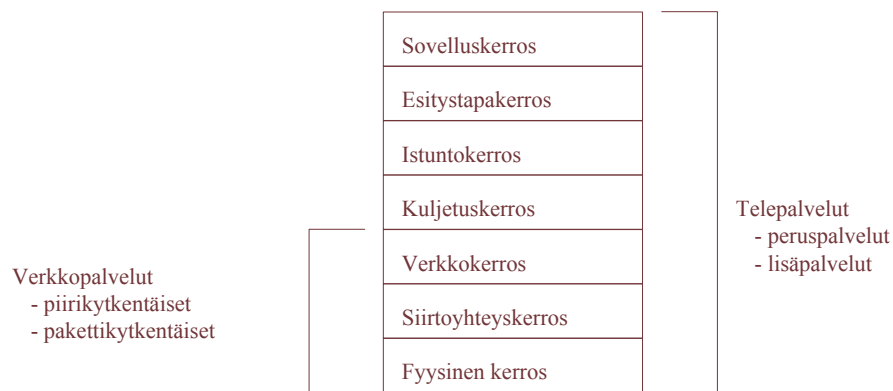 Sovelluskerros
Esitystapakerros
Istuntokerros
Kuljetuskerros
Verkkokerros
Siirtoyhteyskerros
Fyysinen kerros
Verkkopalvelut
- piirikytkentäiset
- pakettikytkentäiset
Telepalvelut
- peruspalvelut
- lisäpalvelut